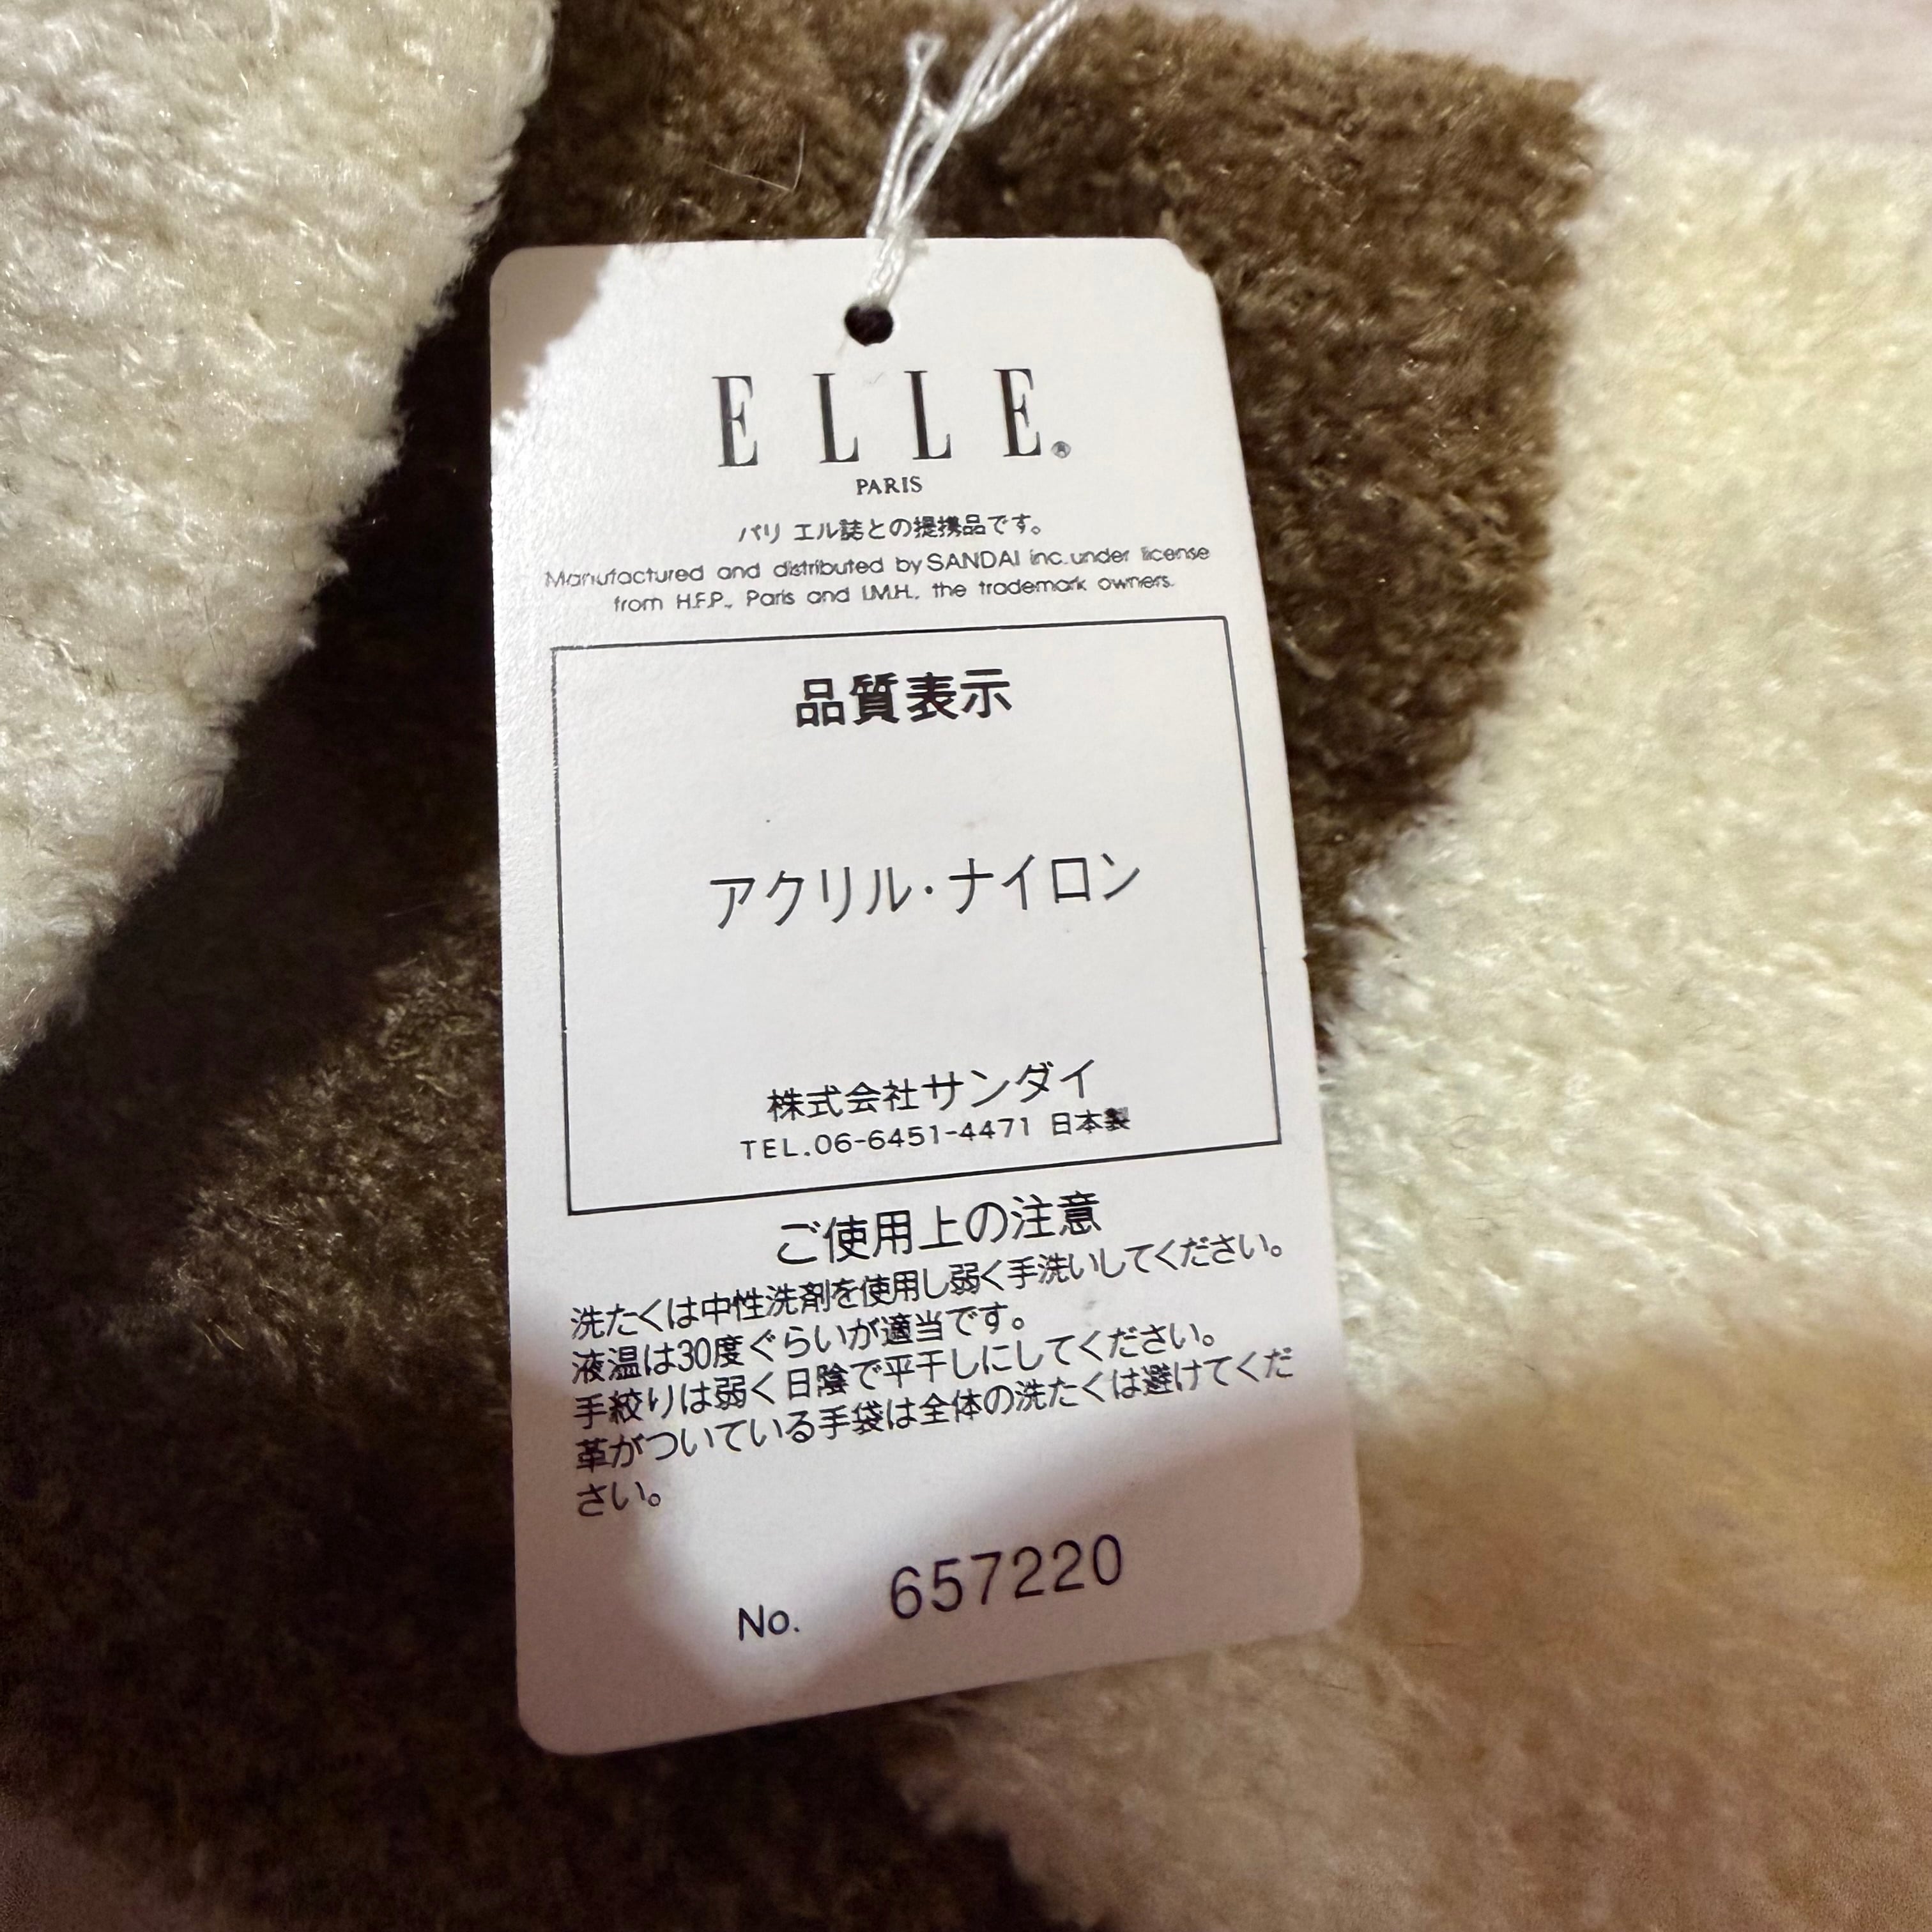 ELLE®
PARIS
パリ エル誌との提携品です。
Manufactured and distributed by SANDAI inc. under license
from H.F.P., Paris and I.M.H., the trademark owners.
品質表示
アクリル・ナイロン
株式会社サンダイ
TEL.06-6451-4471 日本製
ご使用上の注意
洗たくは中性洗剤を使用し弱く手洗いしてください。
液温は30度ぐらいが適当です。
手絞りは弱く日陰で平干しにしてください。
革がついている手袋は全体の洗たくは避けてくだ
さい。
No. 657220